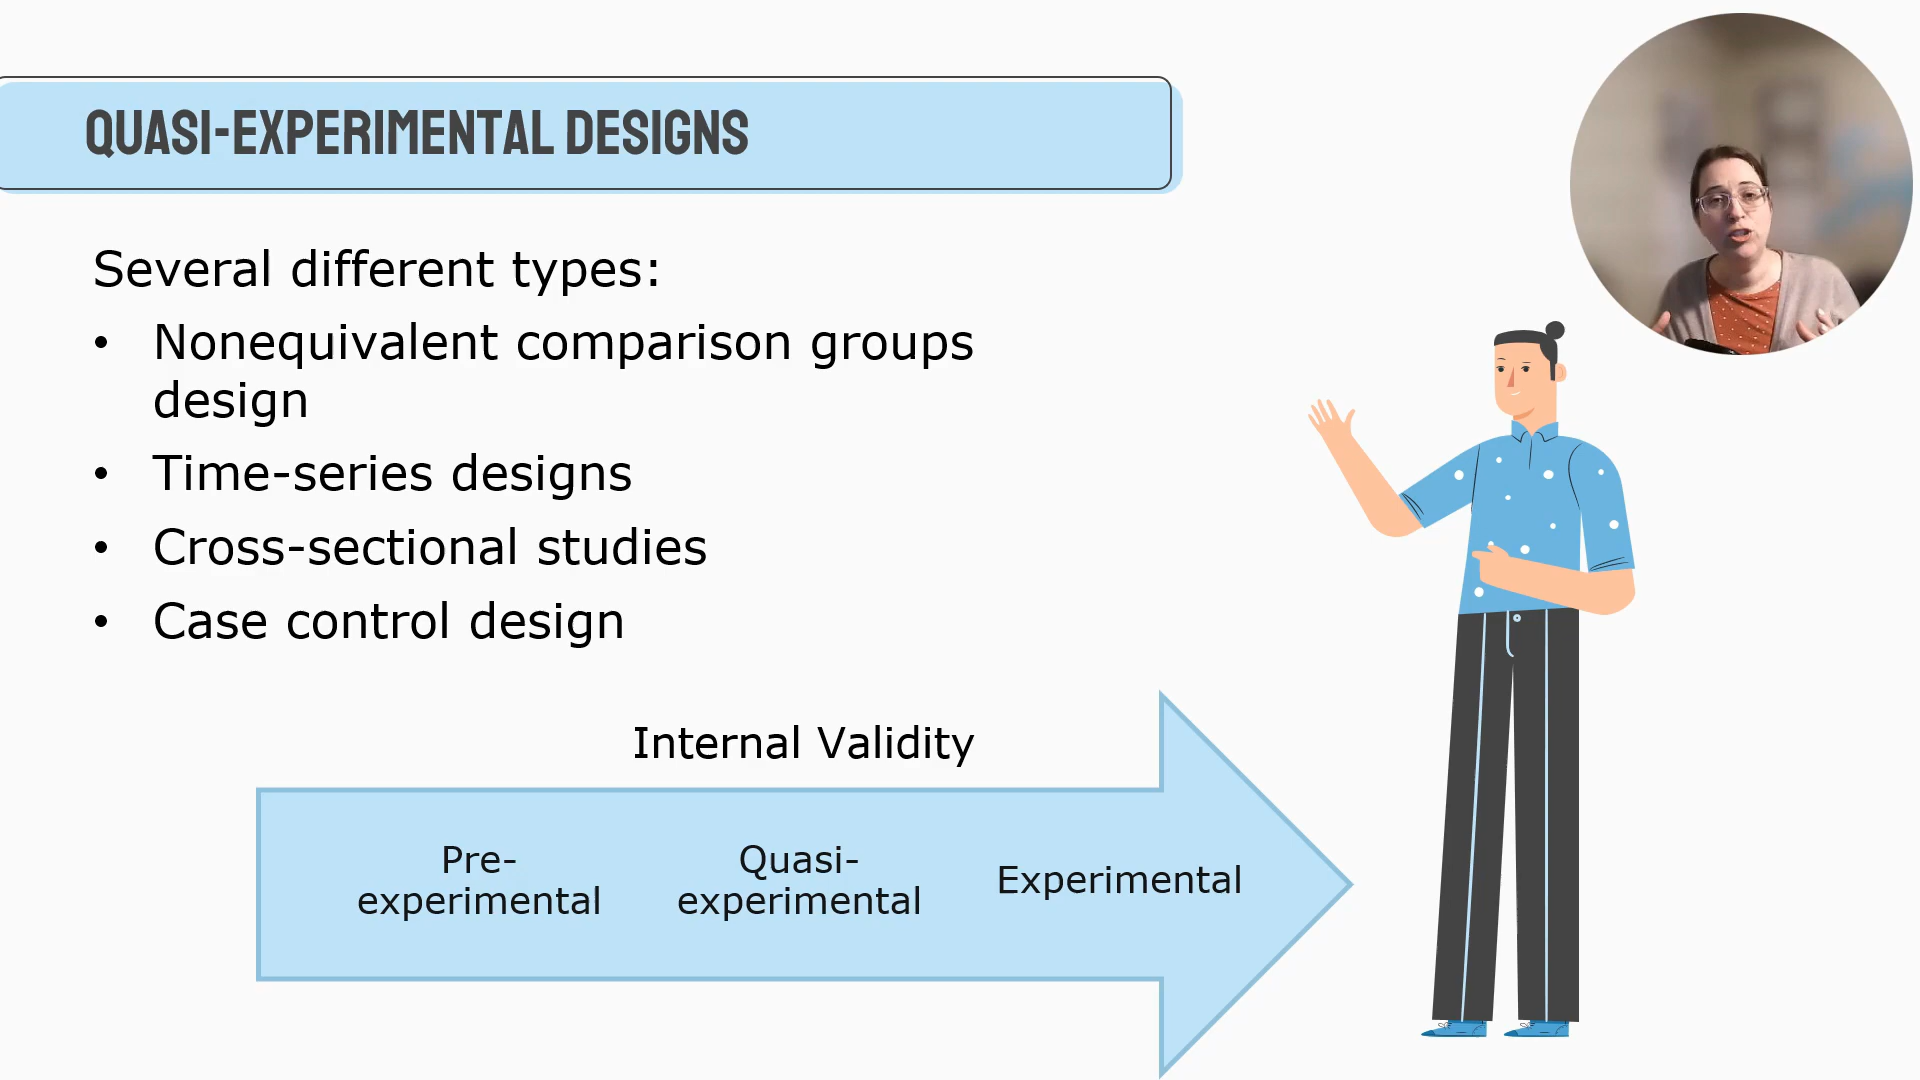 QUASI-EXPERIMENTAL DESIGNS
Several different types:
• Nonequivalent comparison groups
design
• Time-series designs
• Cross-sectional studies
• Case control design
Internal Validity
Pre-
experimental
Quasi-
experimental
Experimental